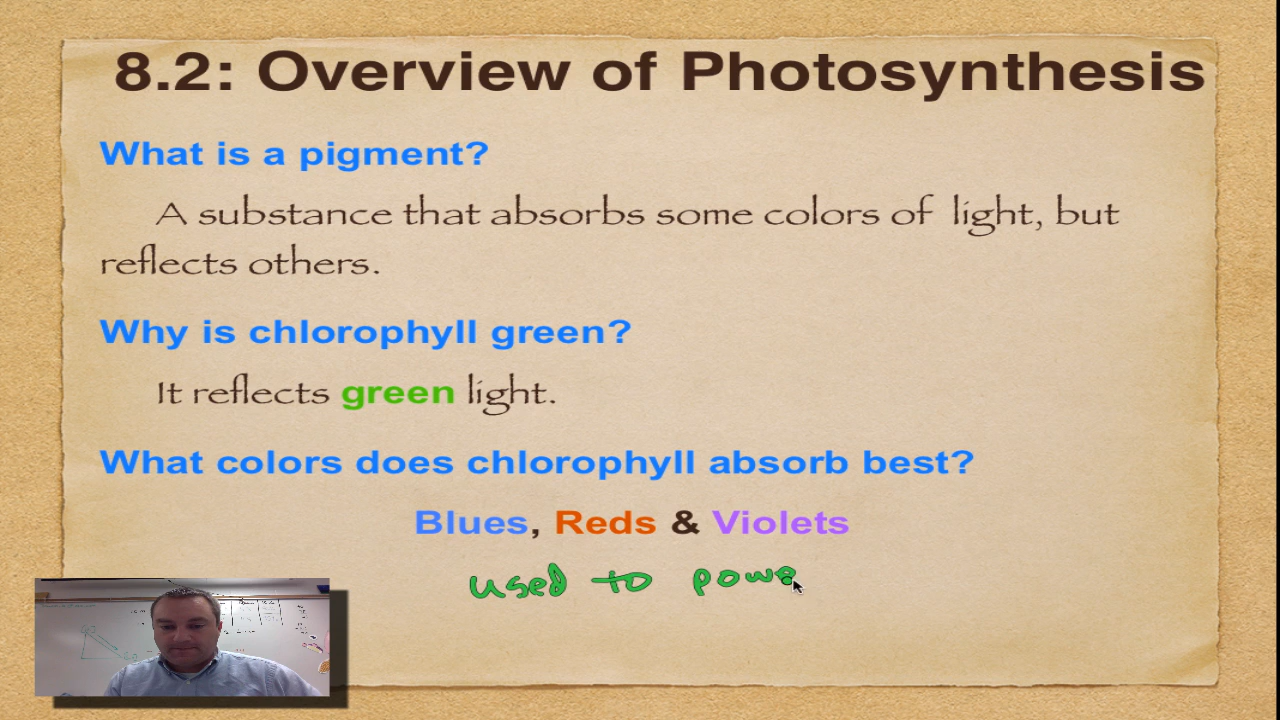 8.2: Overview of Photosynthesis
What is a pigment?
A substance that absorbs some colors of light, but
reflects others.
Why is chlorophyll green?
It reflects green light.
What colors does chlorophyll absorb best?
Blues, Reds & Violets
used to powe